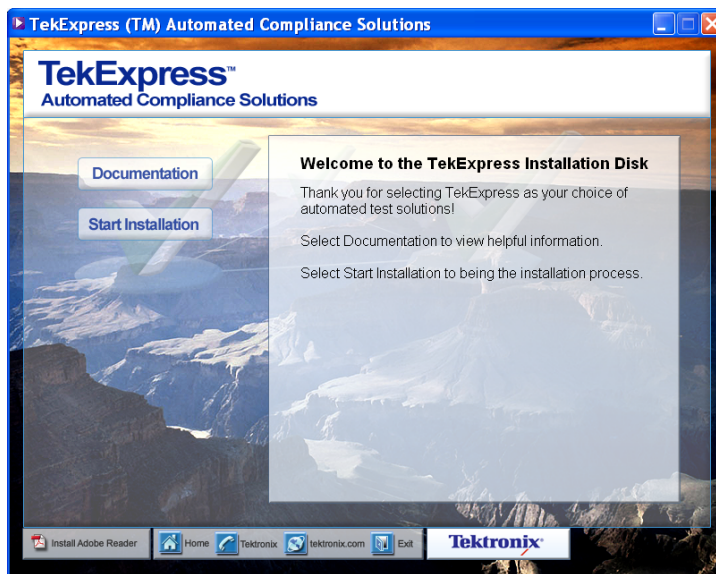 TekExpress (TM) Automated Compliance Solutions
TekExpress™
Automated Compliance Solutions
Documentation
Start Installation
Welcome to the TekExpress Installation Disk
Thank you for selecting TekExpress as your choice of
automated test solutions!
Select Documentation to view helpful information.
Select Start Installation to being the installation process.
Install Adobe Reader
Home
Tektronix
tektronix.com
Exit
Tektronix